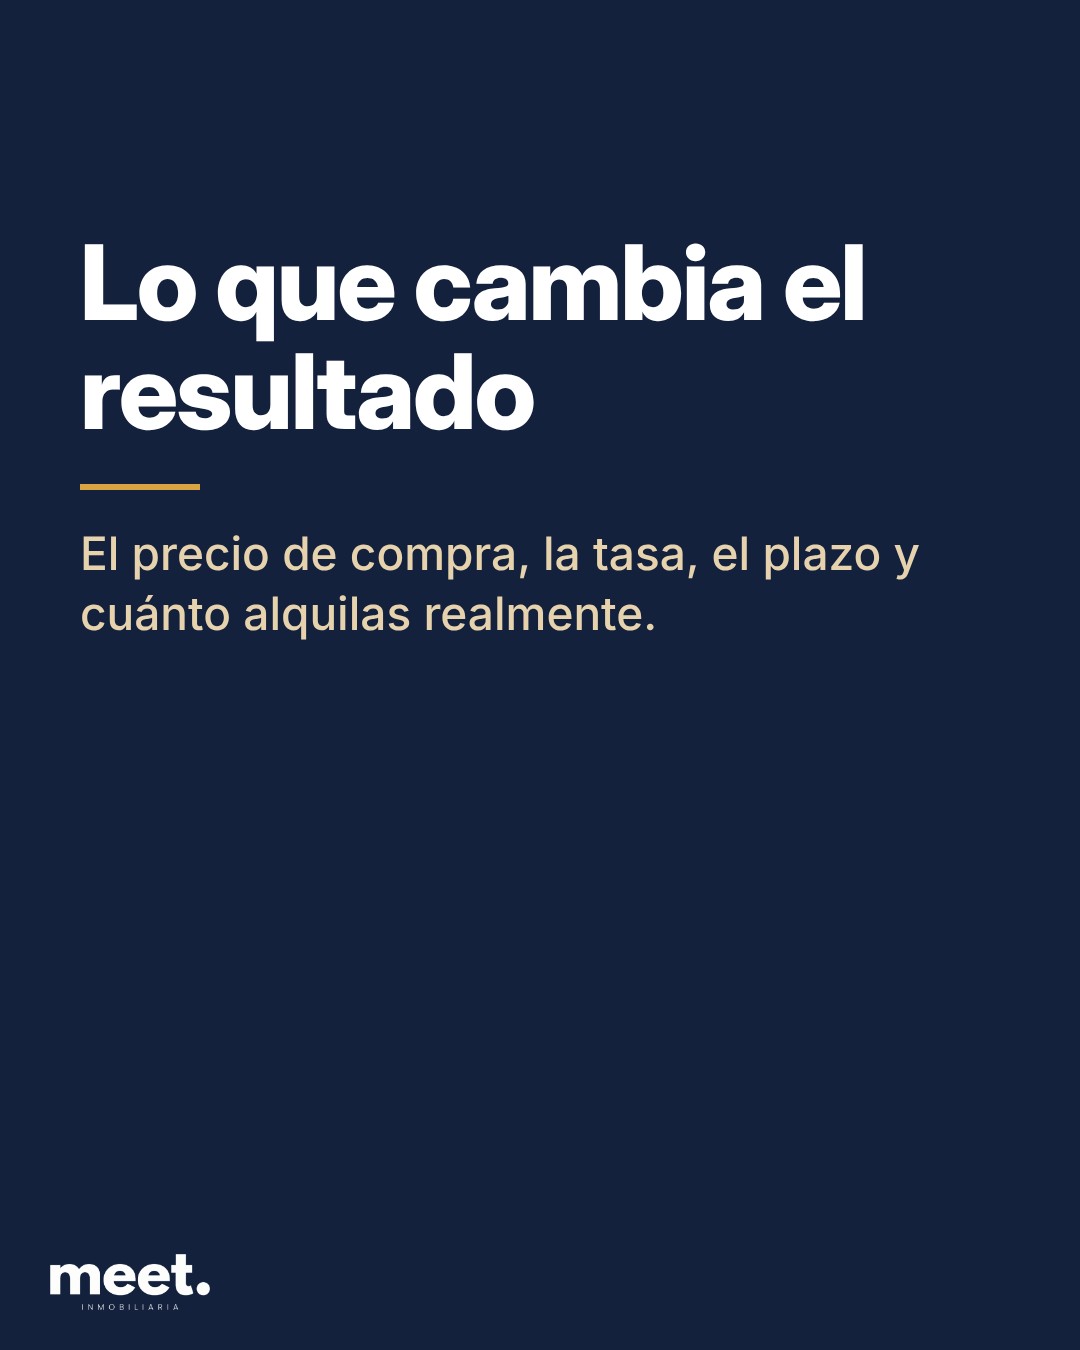 Lo que cambia el
resultado
El precio de compra, la tasa, el plazo y
cuánto alquilas realmente.
meet.
INMOBILIARIA